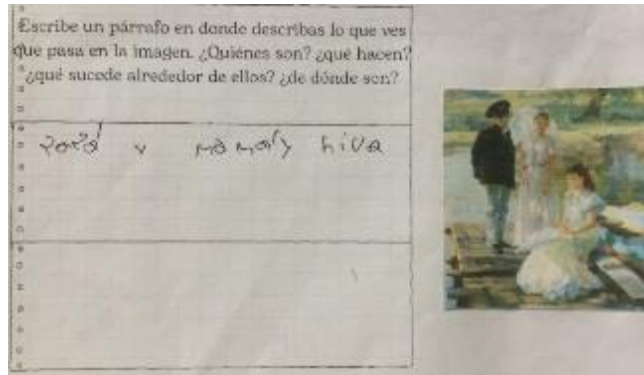 Escribe un párrafo en donde describas lo que ves
que pasa en la imagen. ¿Quiénes son? ¿qué hacen?
¿qué sucede alrededor de ellos? ¿de dónde son?
y mamá y hiva